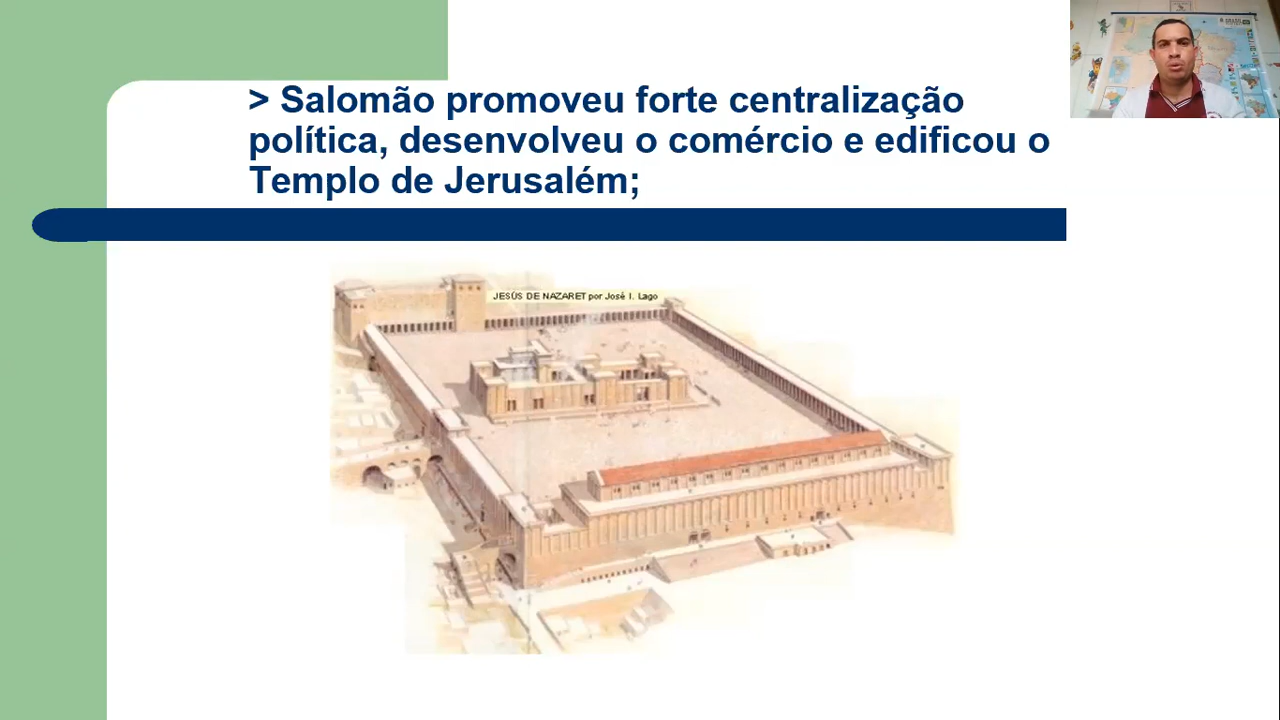 > Salomão promoveu forte centralização
política, desenvolveu o comércio e edificou o
Templo de Jerusalém;
JESÚS DE NAZARET por José I. Lago